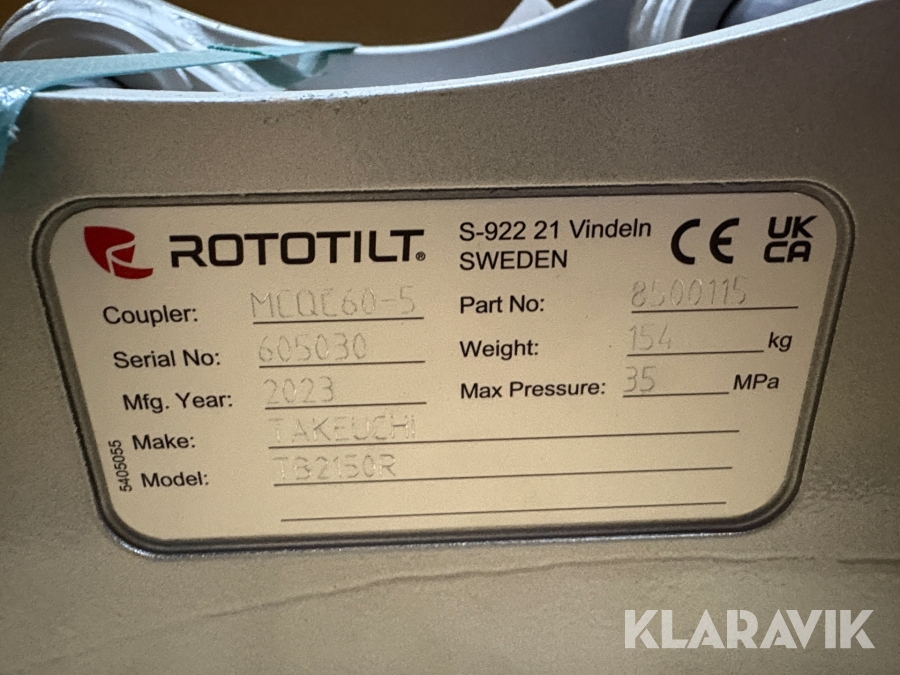 ROTOTILT®
S-922 21 Vindeln
SWEDEN
CE
UK
CA
Coupler: MCQC60-5
Part No: 8500115
Serial No: 605030
Weight: 154 kg
Mfg. Year: 2023
Max Pressure: 35 MPa
Make: TAKEUCHI
Model: TB2150R
5405055
KLARAVIK